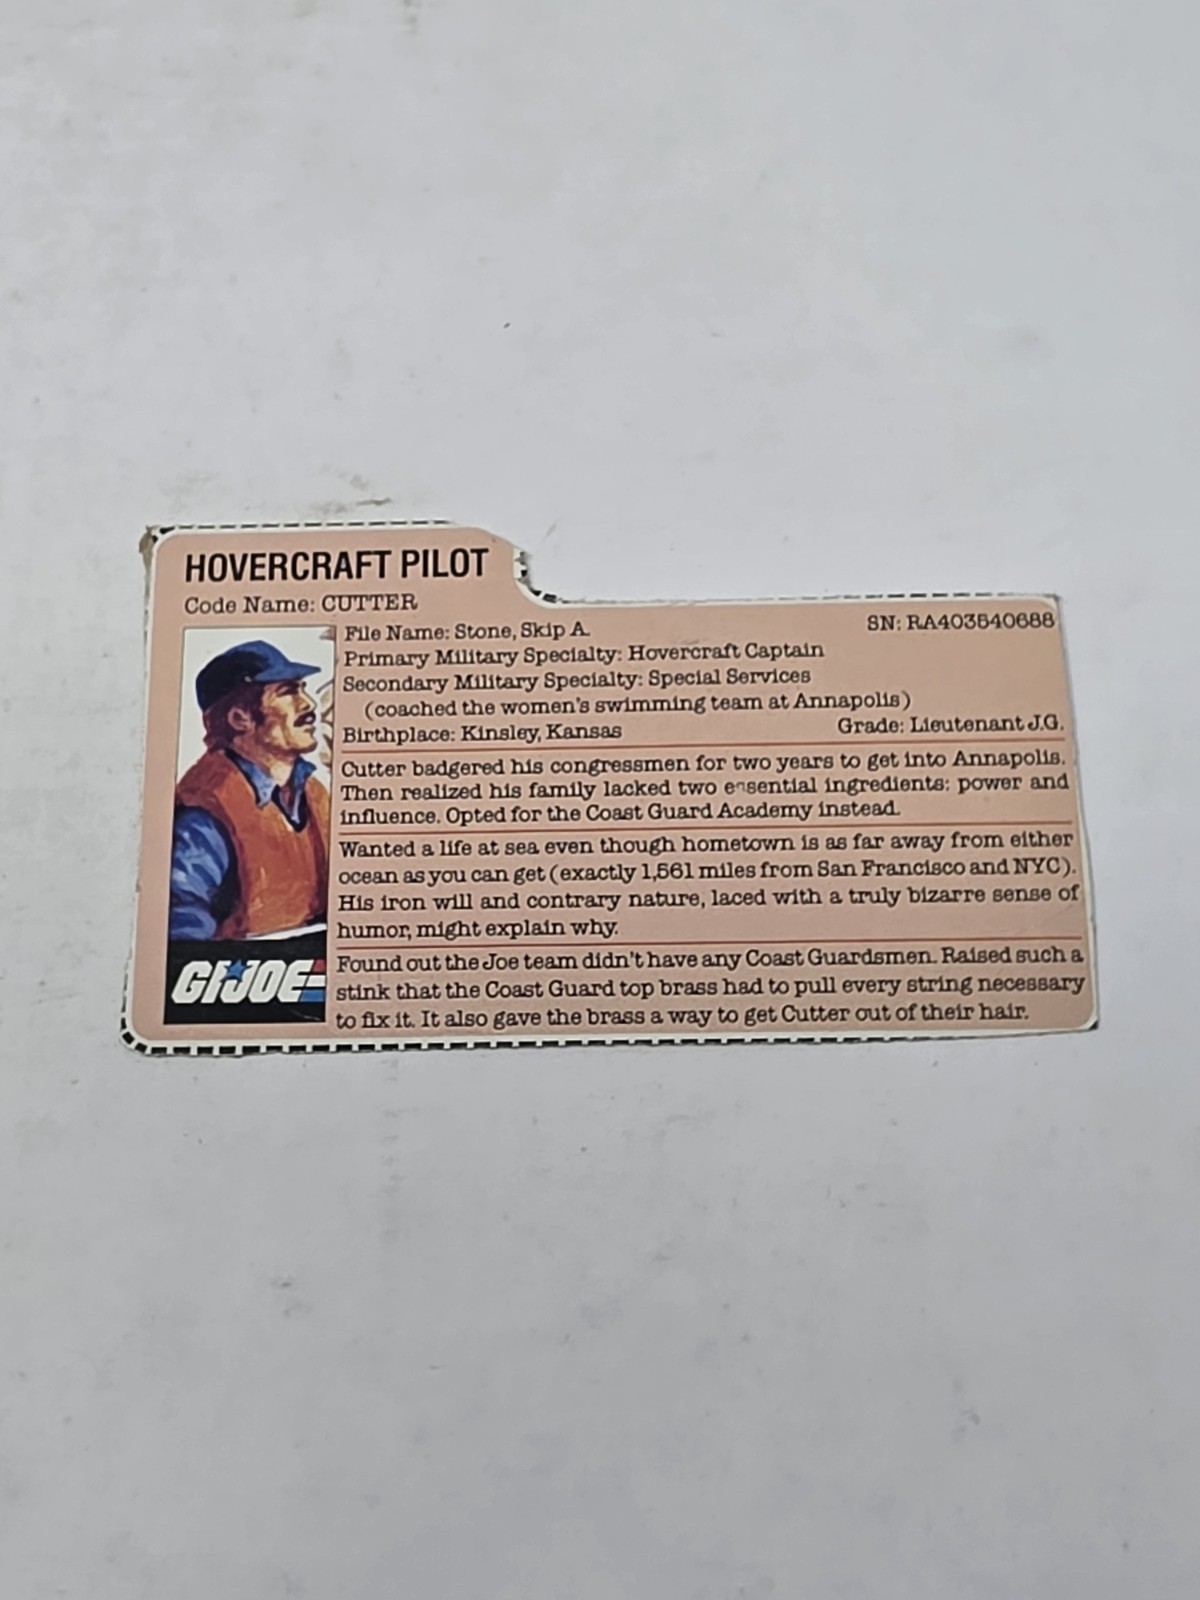 HOVERCRAFT PILOT
Code Name: CUTTER
File Name: Stone, Skip A.
SN: RA403540688
Primary Military Specialty: Hovercraft Captain
Secondary Military Specialty: Special Services
(coached the women's swimming team at Annapolis)
Birthplace: Kinsley, Kansas
Grade: Lieutenant J.G.
Cutter badgered his congressmen for two years to get into Annapolis.
Then realized his family lacked two essential ingredients: power and
influence. Opted for the Coast Guard Academy instead.
Wanted a life at sea even though hometown is as far away from either
ocean as you can get (exactly 1,561 miles from San Francisco and NYC).
His iron will and contrary nature, laced with a truly bizarre sense of
humor, might explain why.
Found out the Joe team didn't have any Coast Guardsmen. Raised such a
stink that the Coast Guard top brass had to pull every string necessary
to fix it. It also gave the brass a way to get Cutter out of their hair.
GI JOE